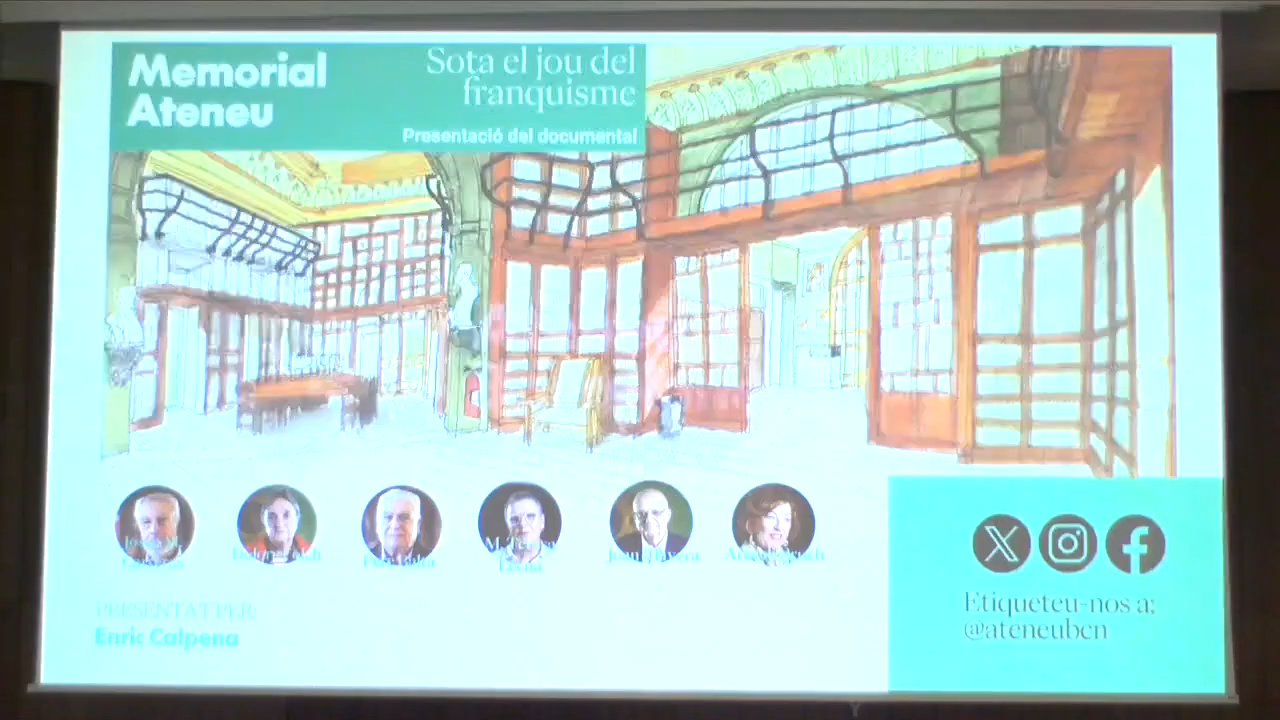 Memorial
Ateneu
Sota el jou del
franquisme
Presentació del documental
PRESENTAT PER:
Enric Calpena
Etiqueteu-nos a:
@ateneubcn